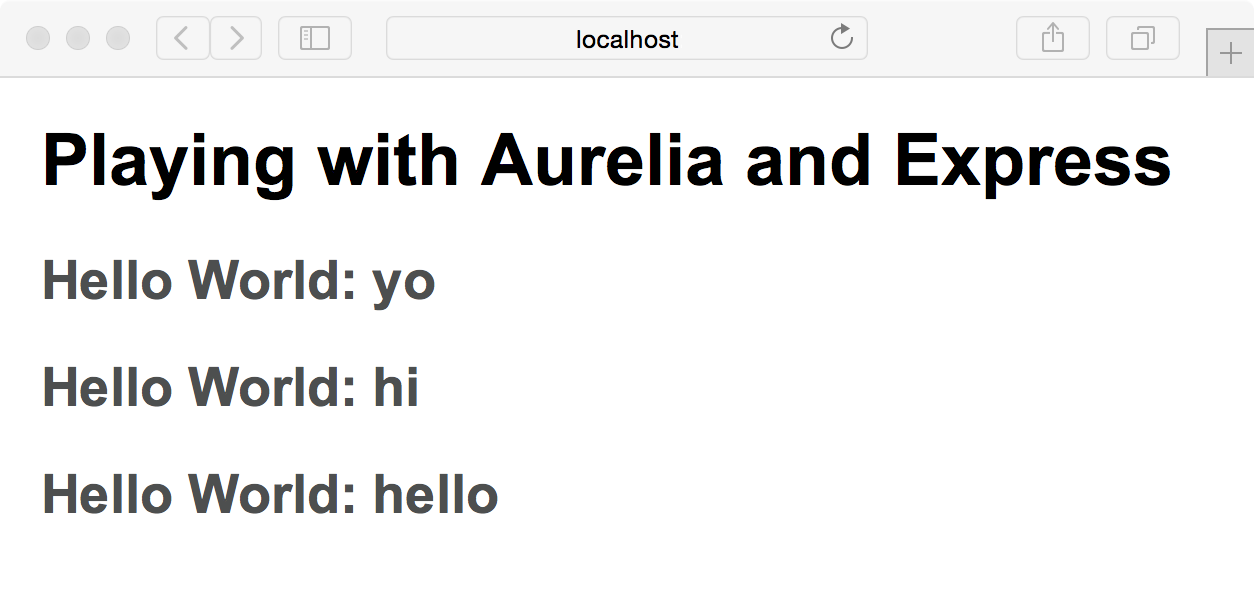 localhost
Playing with Aurelia and Express
Hello World: yo
Hello World: hi
Hello World: hello